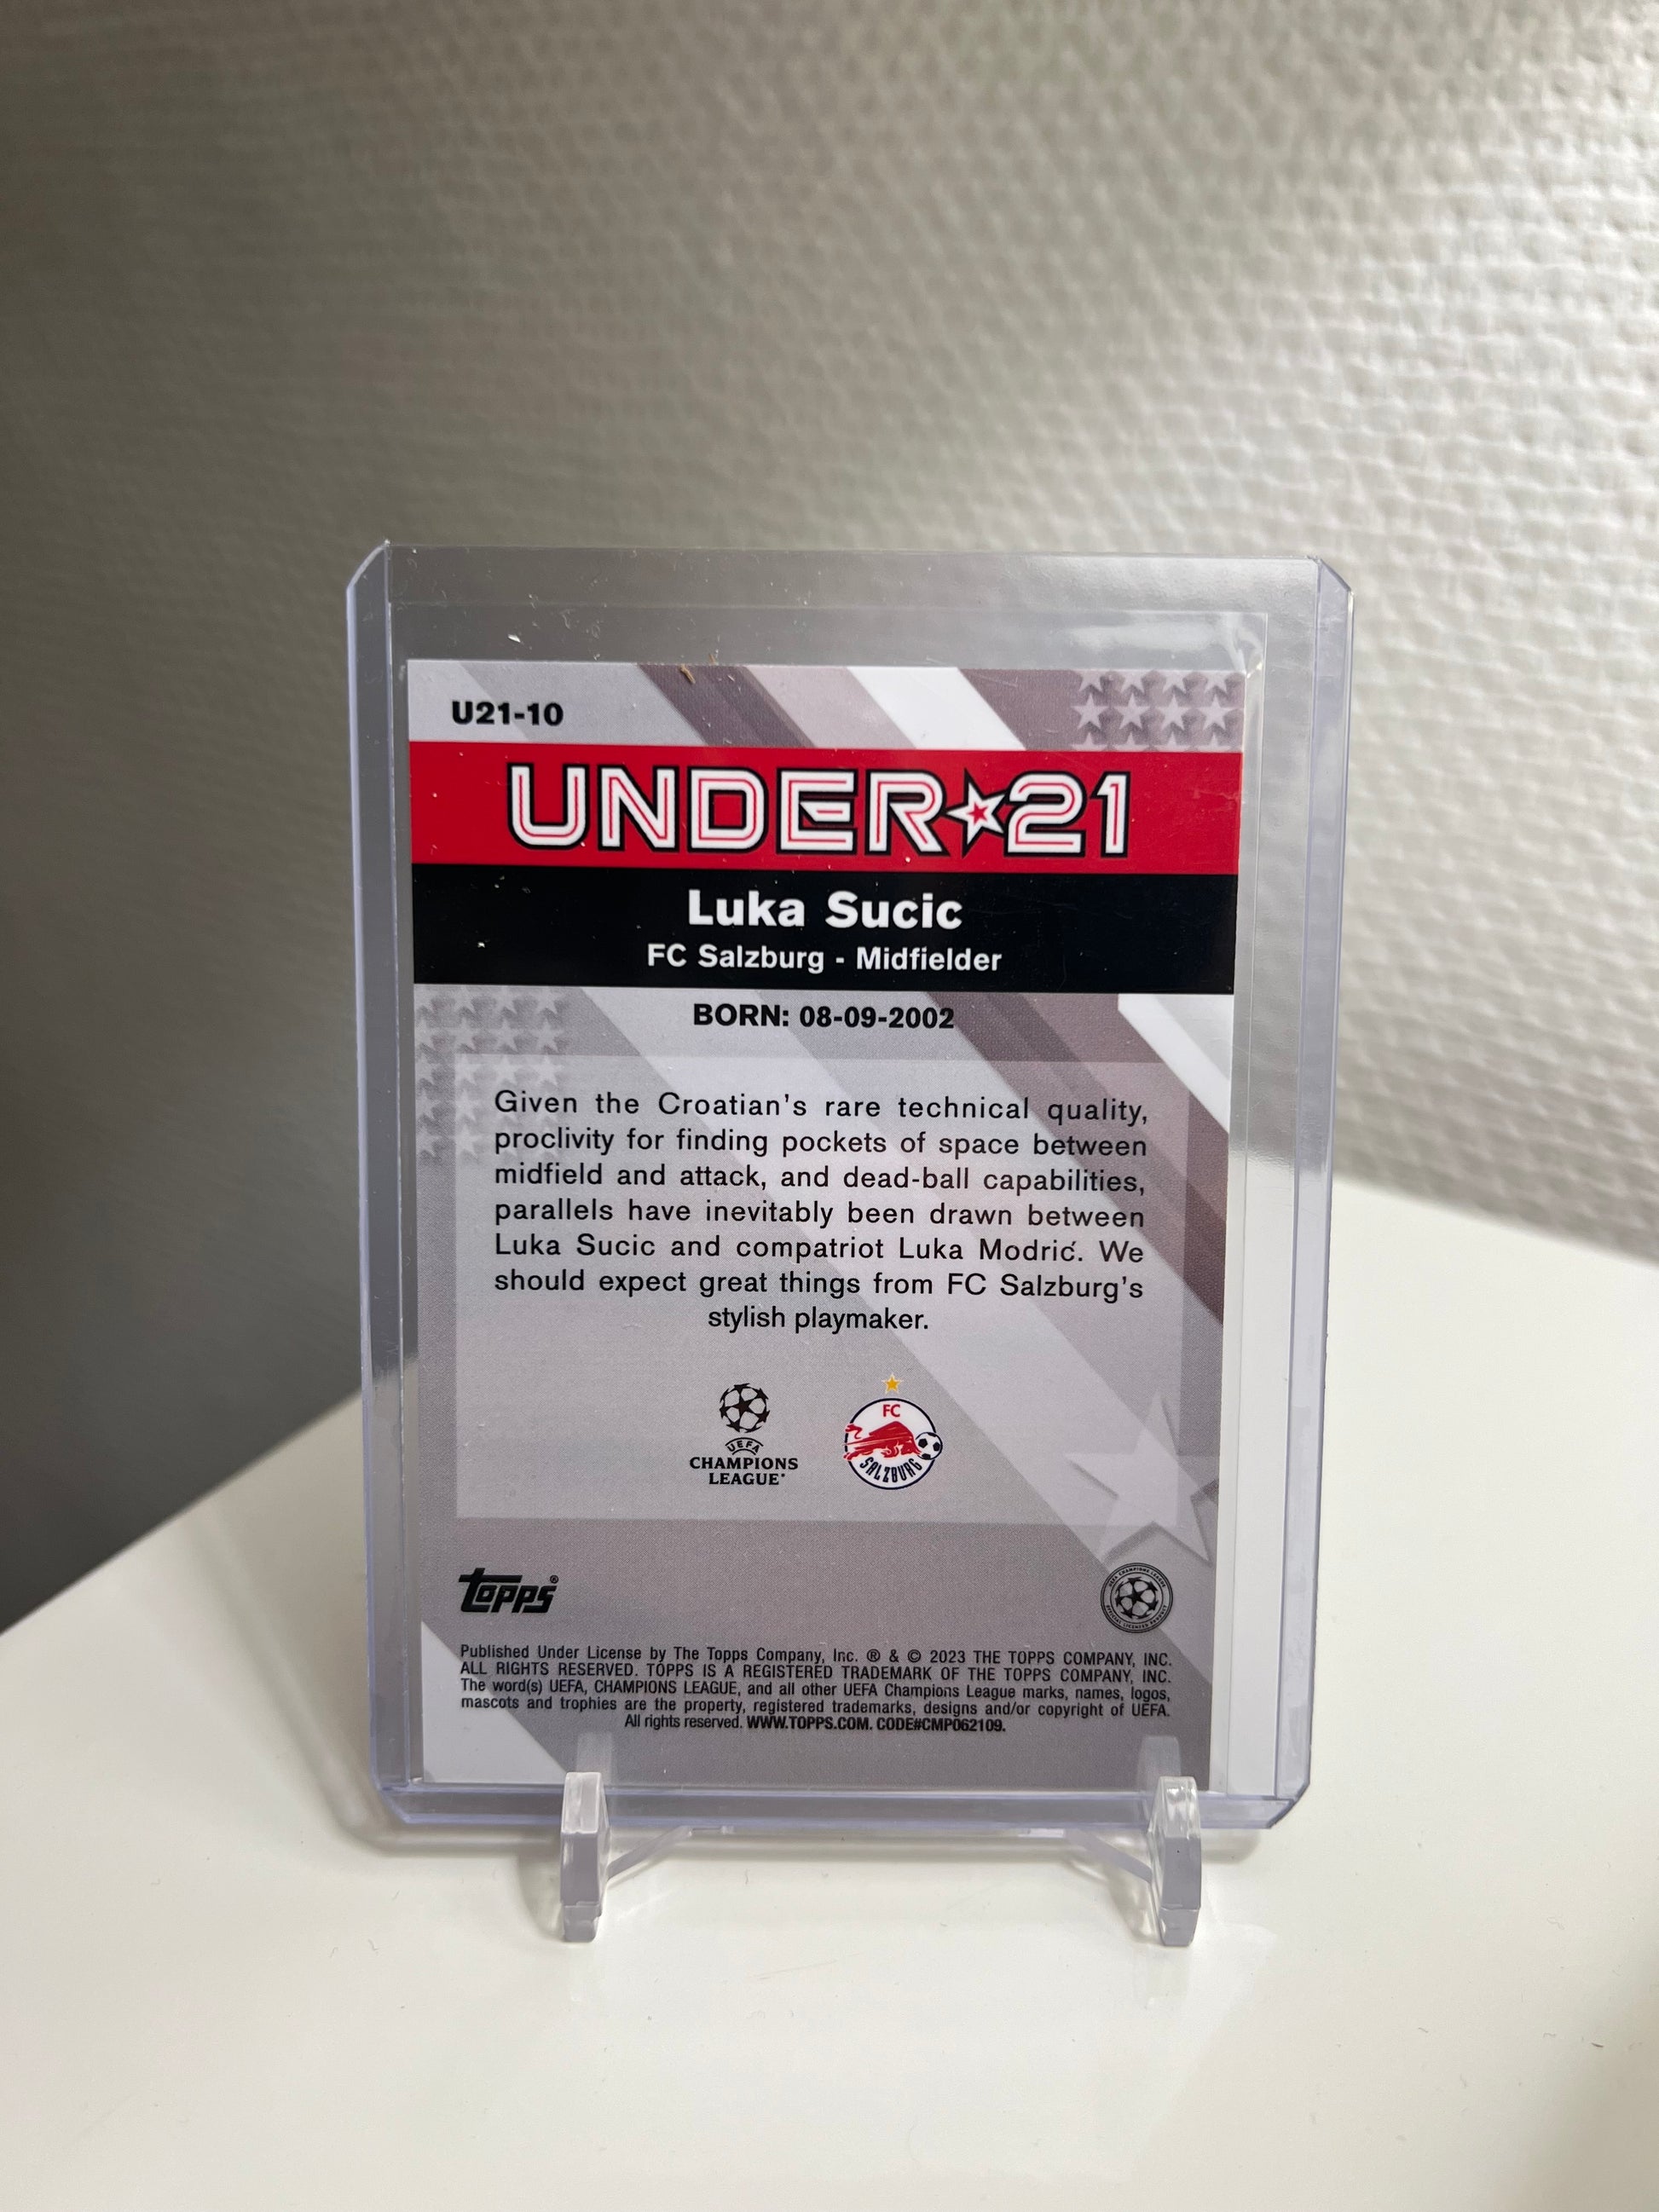 U21-10
UNDER★21
Luka Sucic
FC Salzburg - Midfielder
BORN: 08-09-2002
Given the Croatian's rare technical quality,
proclivity for finding pockets of space between
midfield and attack, and dead-ball capabilities,
parallels have inevitably been drawn between
Luka Sucic and compatriot Luka Modrić. We
should expect great things from FC Salzburg's
stylish playmaker.
UEFA
CHAMPIONS
LEAGUE®
FC
SALZBURG
topps®
Published Under License by The Topps Company, Inc. ® & © 2023 THE TOPPS COMPANY, INC.
ALL RIGHTS RESERVED. TOPPS IS A REGISTERED TRADEMARK OF THE TOPPS COMPANY, INC.
The word(s) UEFA, CHAMPIONS LEAGUE, and all other UEFA Champions League marks, names, logos,
mascots and trophies are the property, registered trademarks, designs and/or copyright of UEFA.
All rights reserved. WWW.TOPPS.COM. CODE#CMP062109.